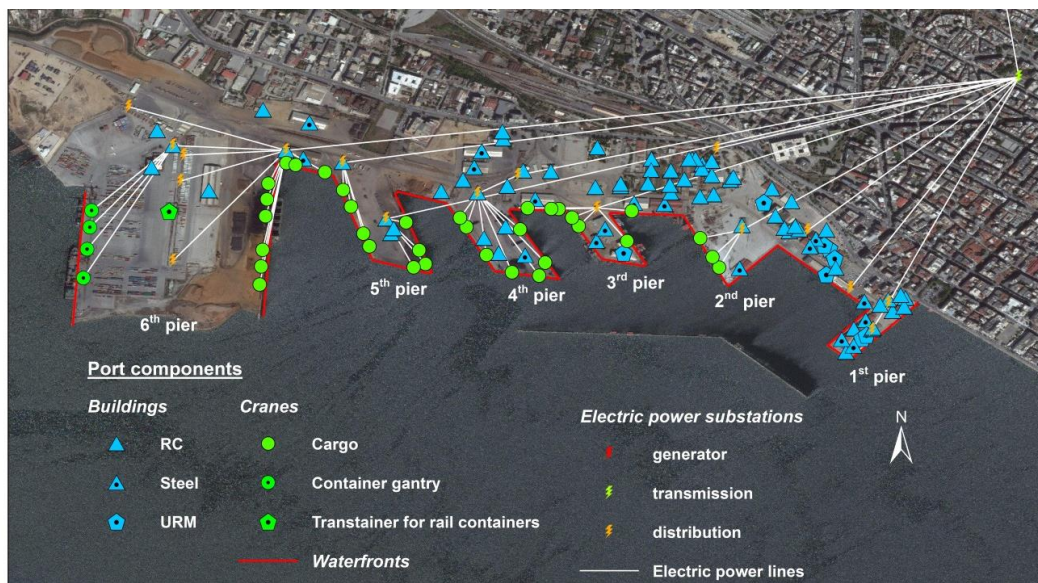 5th pier
4th pier
3rd pier
2nd pier
6th pier
1st pier
N
Port components
Buildings
RC
Steel
URM
Cranes
Cargo
Container gantry
Transtainer for rail containers
Waterfronts
Electric power substations
generator
transmission
distribution
Electric power lines